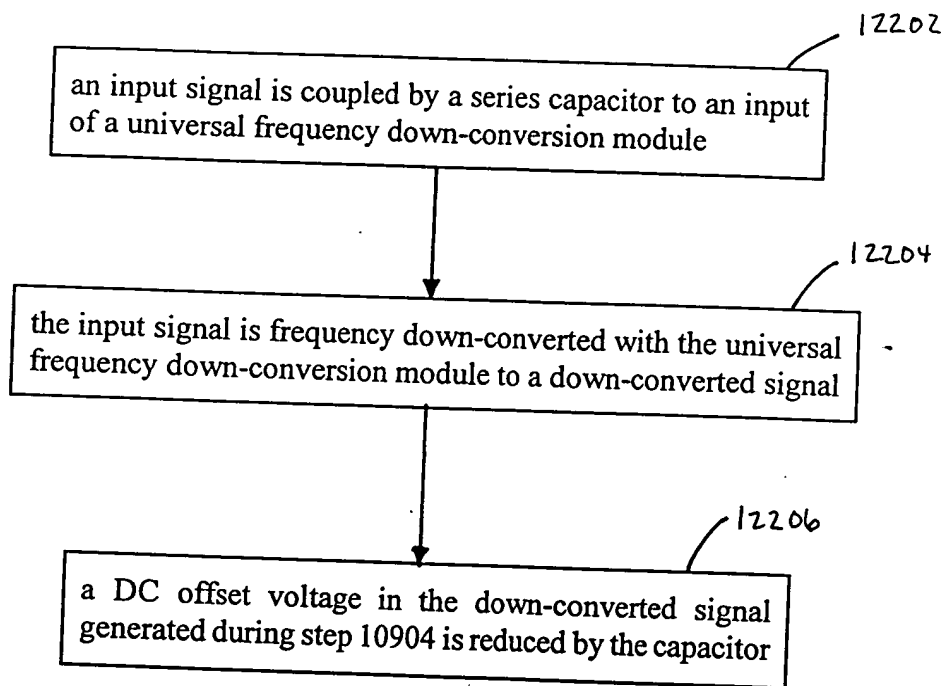 12202
an input signal is coupled by a series capacitor to an input
of a universal frequency down-conversion module
12204
the input signal is frequency down-converted with the universal
frequency down-conversion module to a down-converted signal
12206
a DC offset voltage in the down-converted signal
generated during step 10904 is reduced by the capacitor